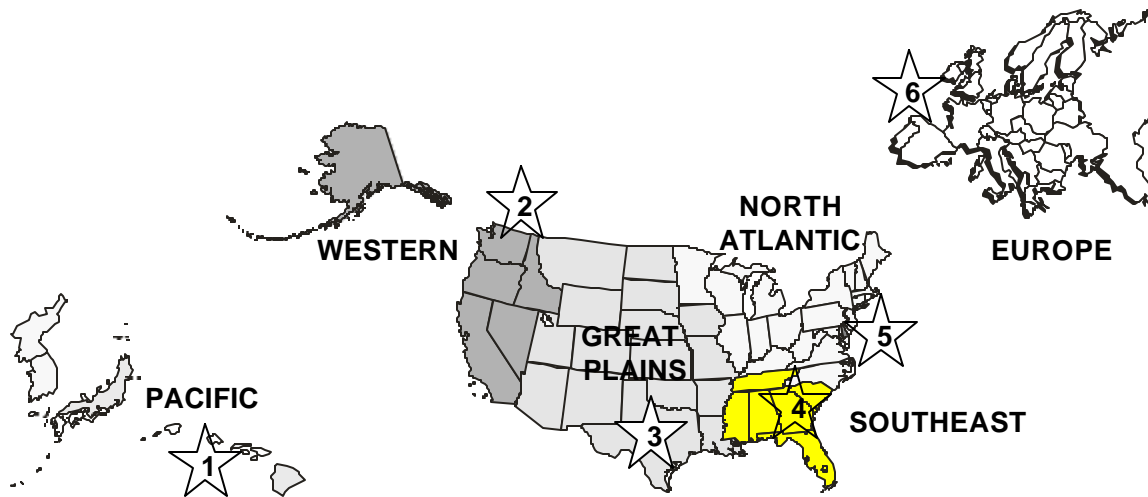 6
2
NORTH
ATLANTIC
WESTERN
EUROPE
GREAT
PLAINS
5
PACIFIC
4
SOUTHEAST
3
1